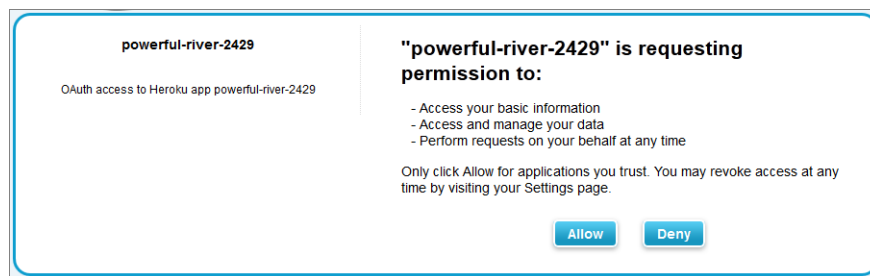 powerful-river-2429
OAuth access to Heroku app powerful-river-2429
"powerful-river-2429" is requesting
permission to:
- Access your basic information
- Access and manage your data
- Perform requests on your behalf at any time
Only click Allow for applications you trust. You may revoke access at any
time by visiting your Settings page.
Allow Deny